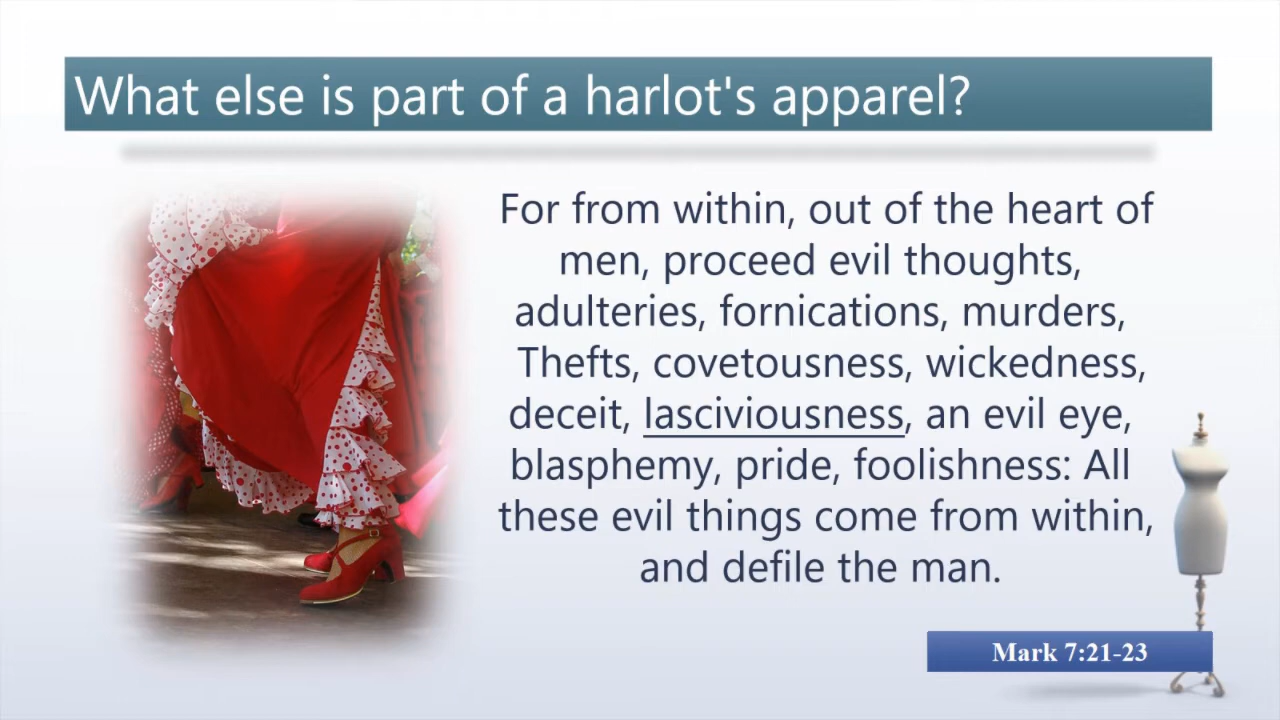 What else is part of a harlot's apparel?
For from within, out of the heart of
men, proceed evil thoughts,
adulteries, fornications, murders,
Thefts, covetousness, wickedness,
deceit, lasciviousness, an evil eye,
blasphemy, pride, foolishness: All
these evil things come from within,
and defile the man.
Mark 7:21-23